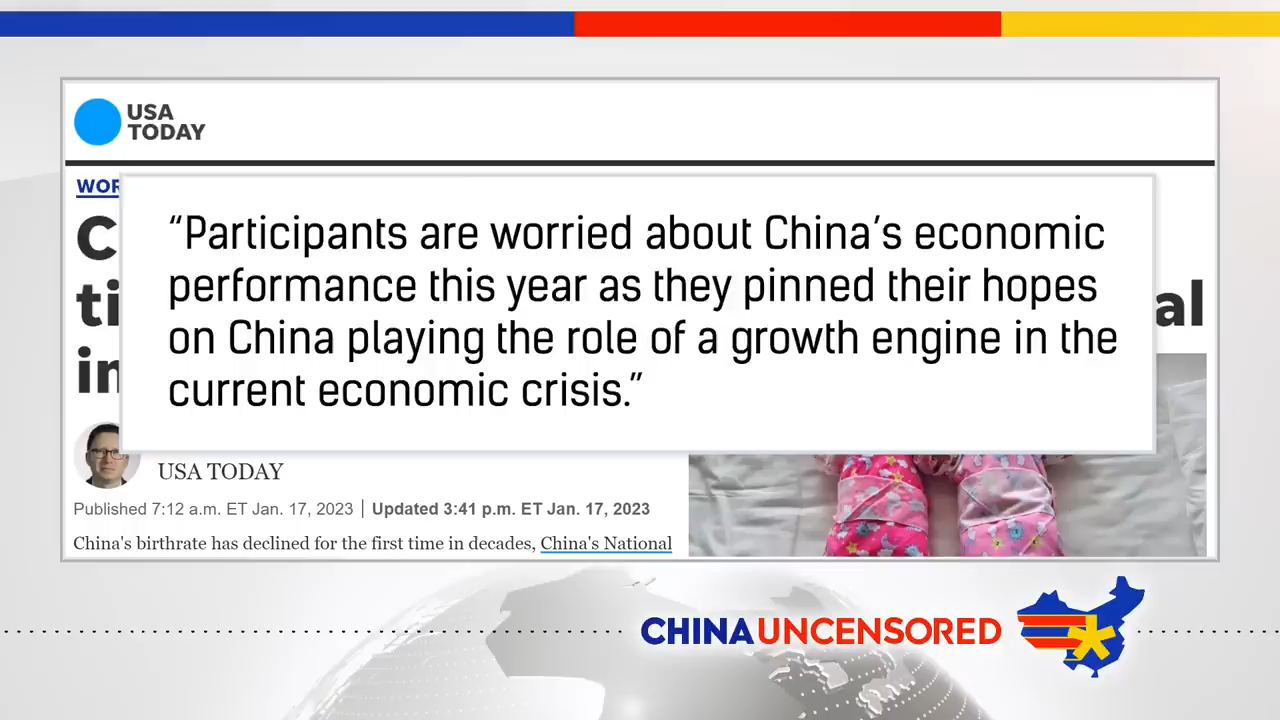 USA
TODAY
WOR
C
"Participants are worried about China's economic
performance this year as they pinned their hopes
on China playing the role of a growth engine in the
current economic crisis."
ti
al
in
USA TODAY
Published 7:12 a.m. ET Jan. 17, 2023 | Updated 3:41 p.m. ET Jan. 17, 2023
China's birthrate has declined for the first time in decades, China's National
CHINA UNCENSORED